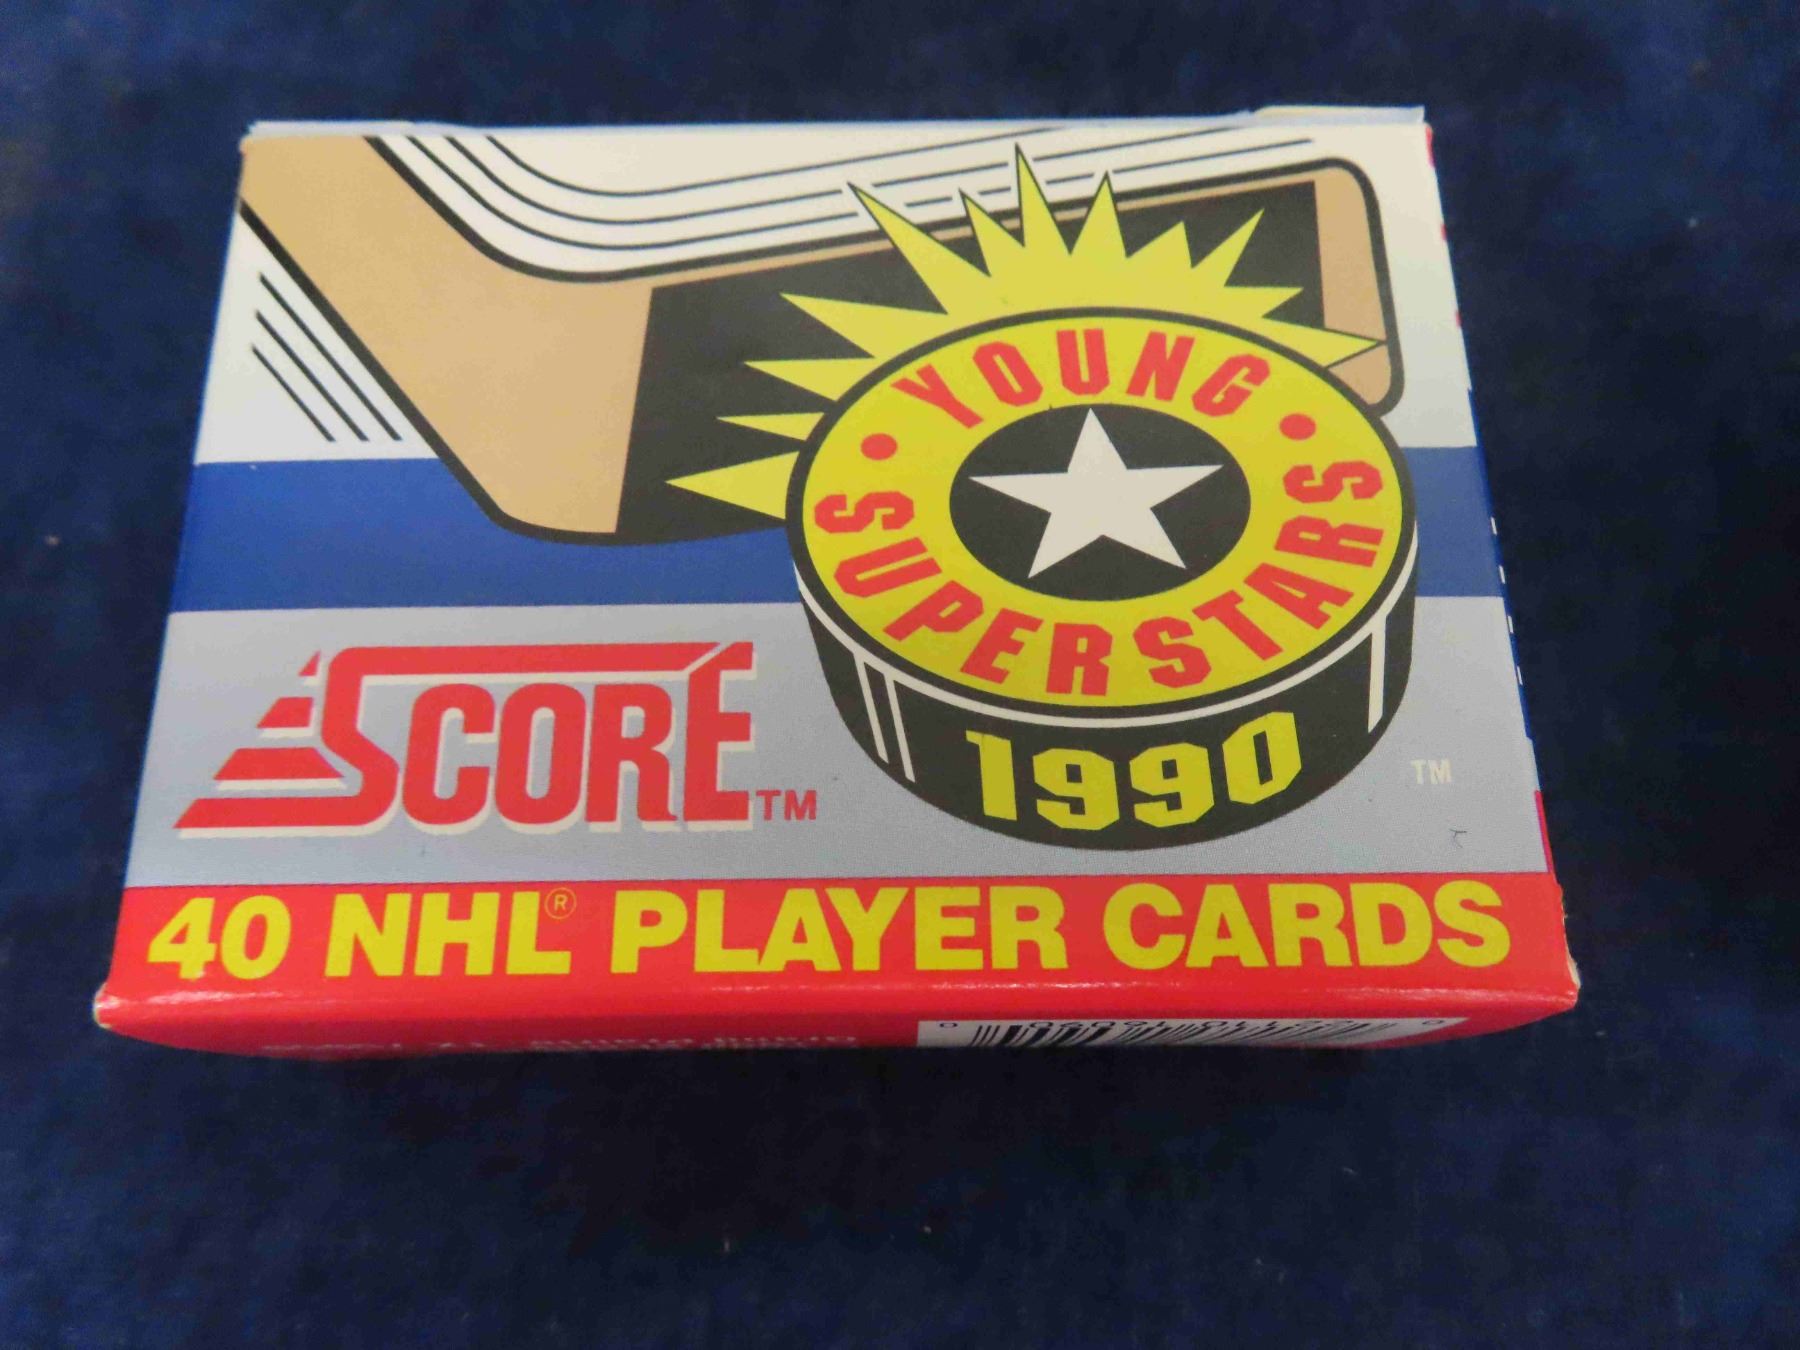 • YOUNG •
SUPERSTARS
1990
TM
SCORE TM
40 NHL® PLAYER CARDS